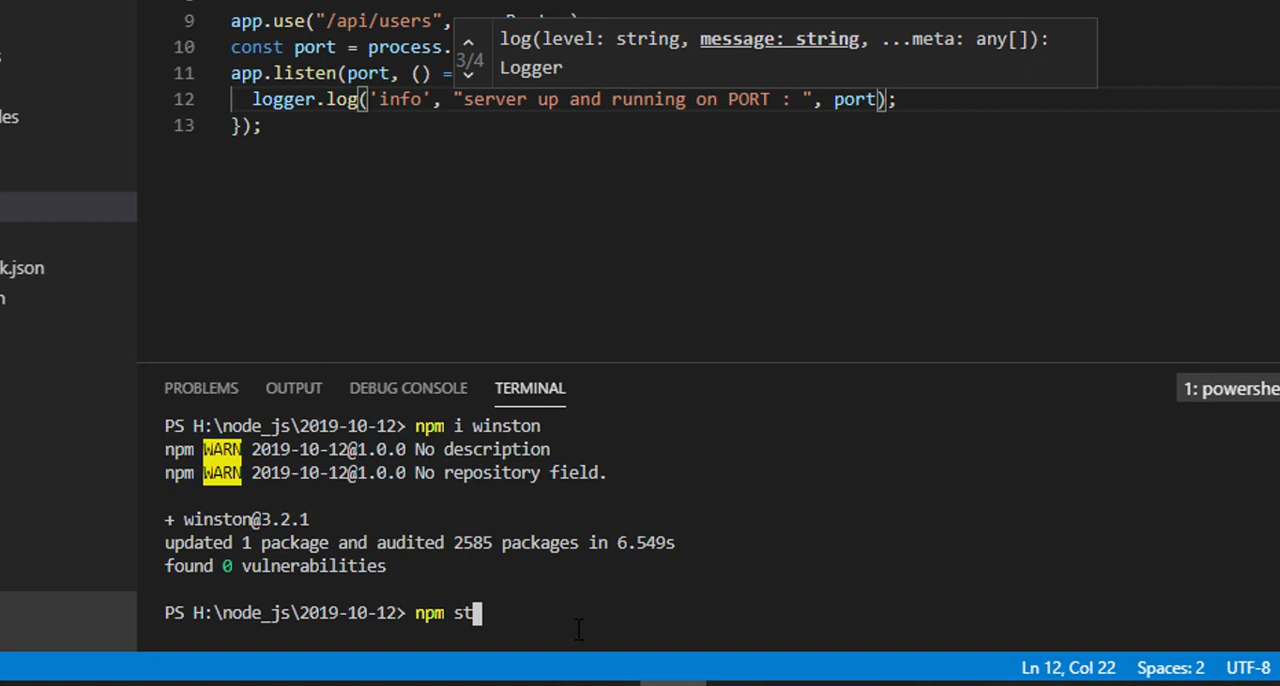 9 app.use("/api/users",
10 const port = process.
11 app.listen(port, () =
12 logger.log('info', "server up and running on PORT : ", port);
13 });
3/4 log(level: string, message: string, ...meta: any[]):
Logger
les
k.json
n
PROBLEMS OUTPUT DEBUG CONSOLE TERMINAL 1: powershe
PS H:\node_js\2019-10-12> npm i winston
npm WARN 2019-10-12@1.0.0 No description
npm WARN 2019-10-12@1.0.0 No repository field.
+ winston@3.2.1
updated 1 package and audited 2585 packages in 6.549s
found 0 vulnerabilities
PS H:\node_js\2019-10-12> npm st
Ln 12, Col 22 Spaces: 2 UTF-8